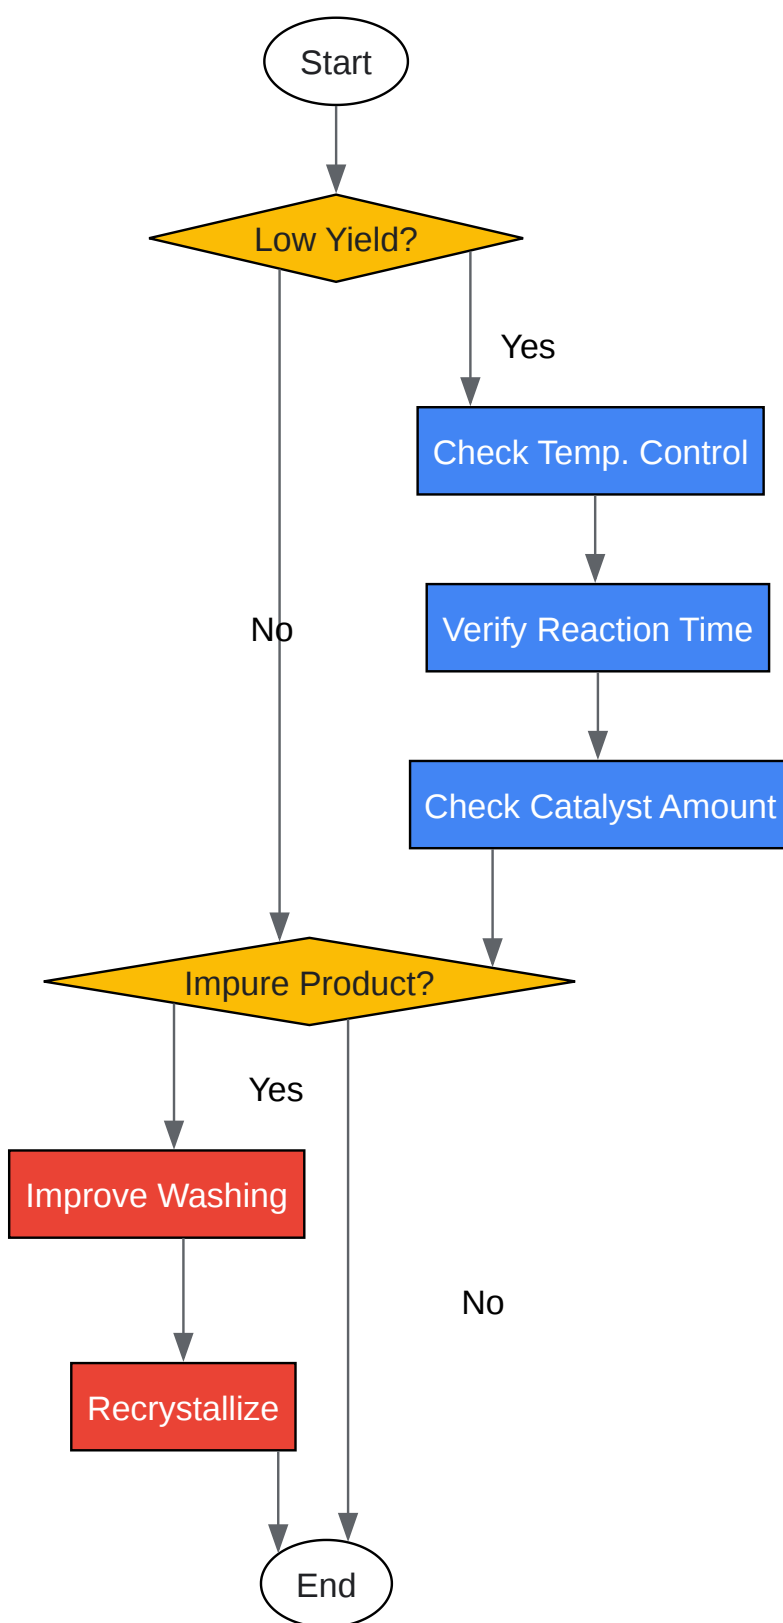 Start
Low Yield?
Yes
Check Temp. Control
No
Verify Reaction Time
Check Catalyst Amount
Impure Product?
Yes
Improve Washing
No
Recrystallize
End